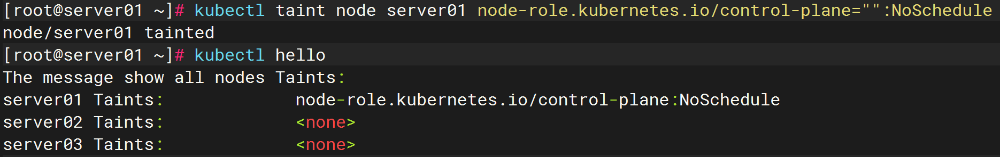 [root@server01 ~]# kubectl taint node server01 node-role.kubernetes.io/control-plane="":NoSchedule
node/server01 tainted
[root@server01 ~]# kubectl hello
The message show all nodes Taints:
server01 Taints:             node-role.kubernetes.io/control-plane:NoSchedule
server02 Taints:             <none>
server03 Taints:             <none>